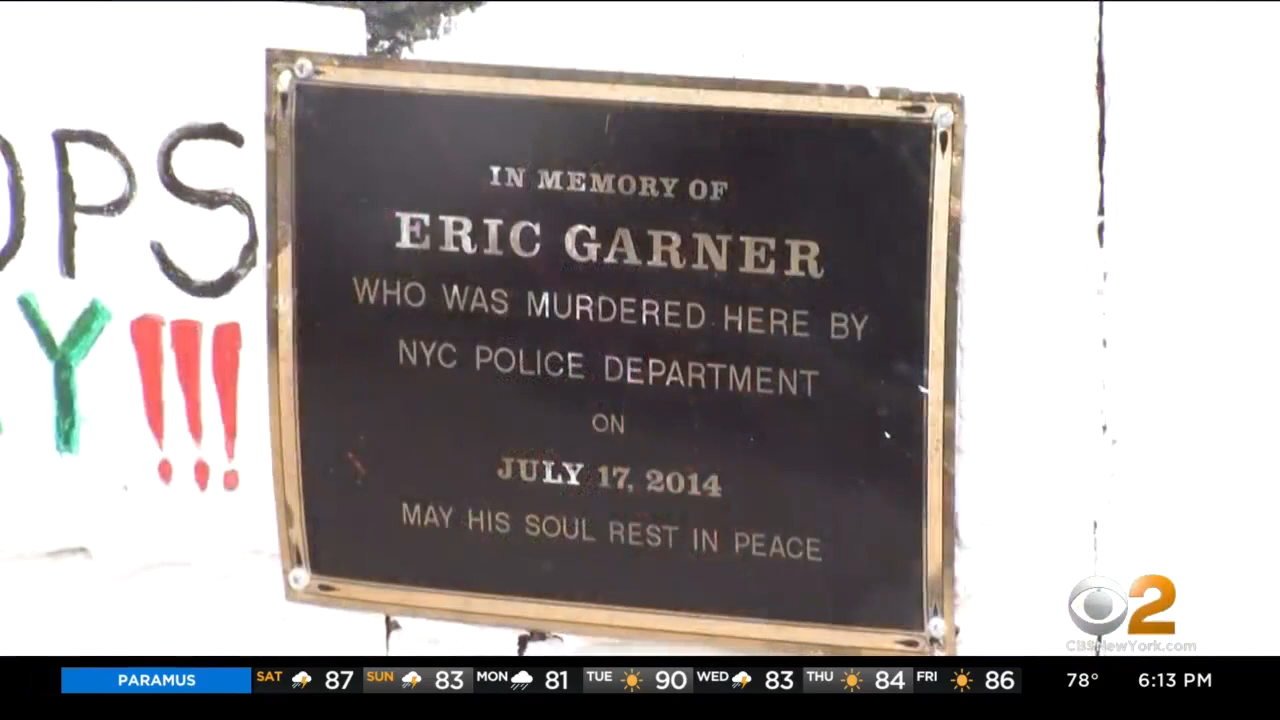 OPS
Y!!!
IN MEMORY OF
ERIC GARNER
WHO WAS MURDERED HERE BY
NYC POLICE DEPARTMENT
ON
JULY 17, 2014
MAY HIS SOUL REST IN PEACE
2
CBSNewYork.com
PARAMUS SAT 87 SUN 83 MON 81 TUE 90 WED 83 THU 84 FRI 86 78° 6:13 PM